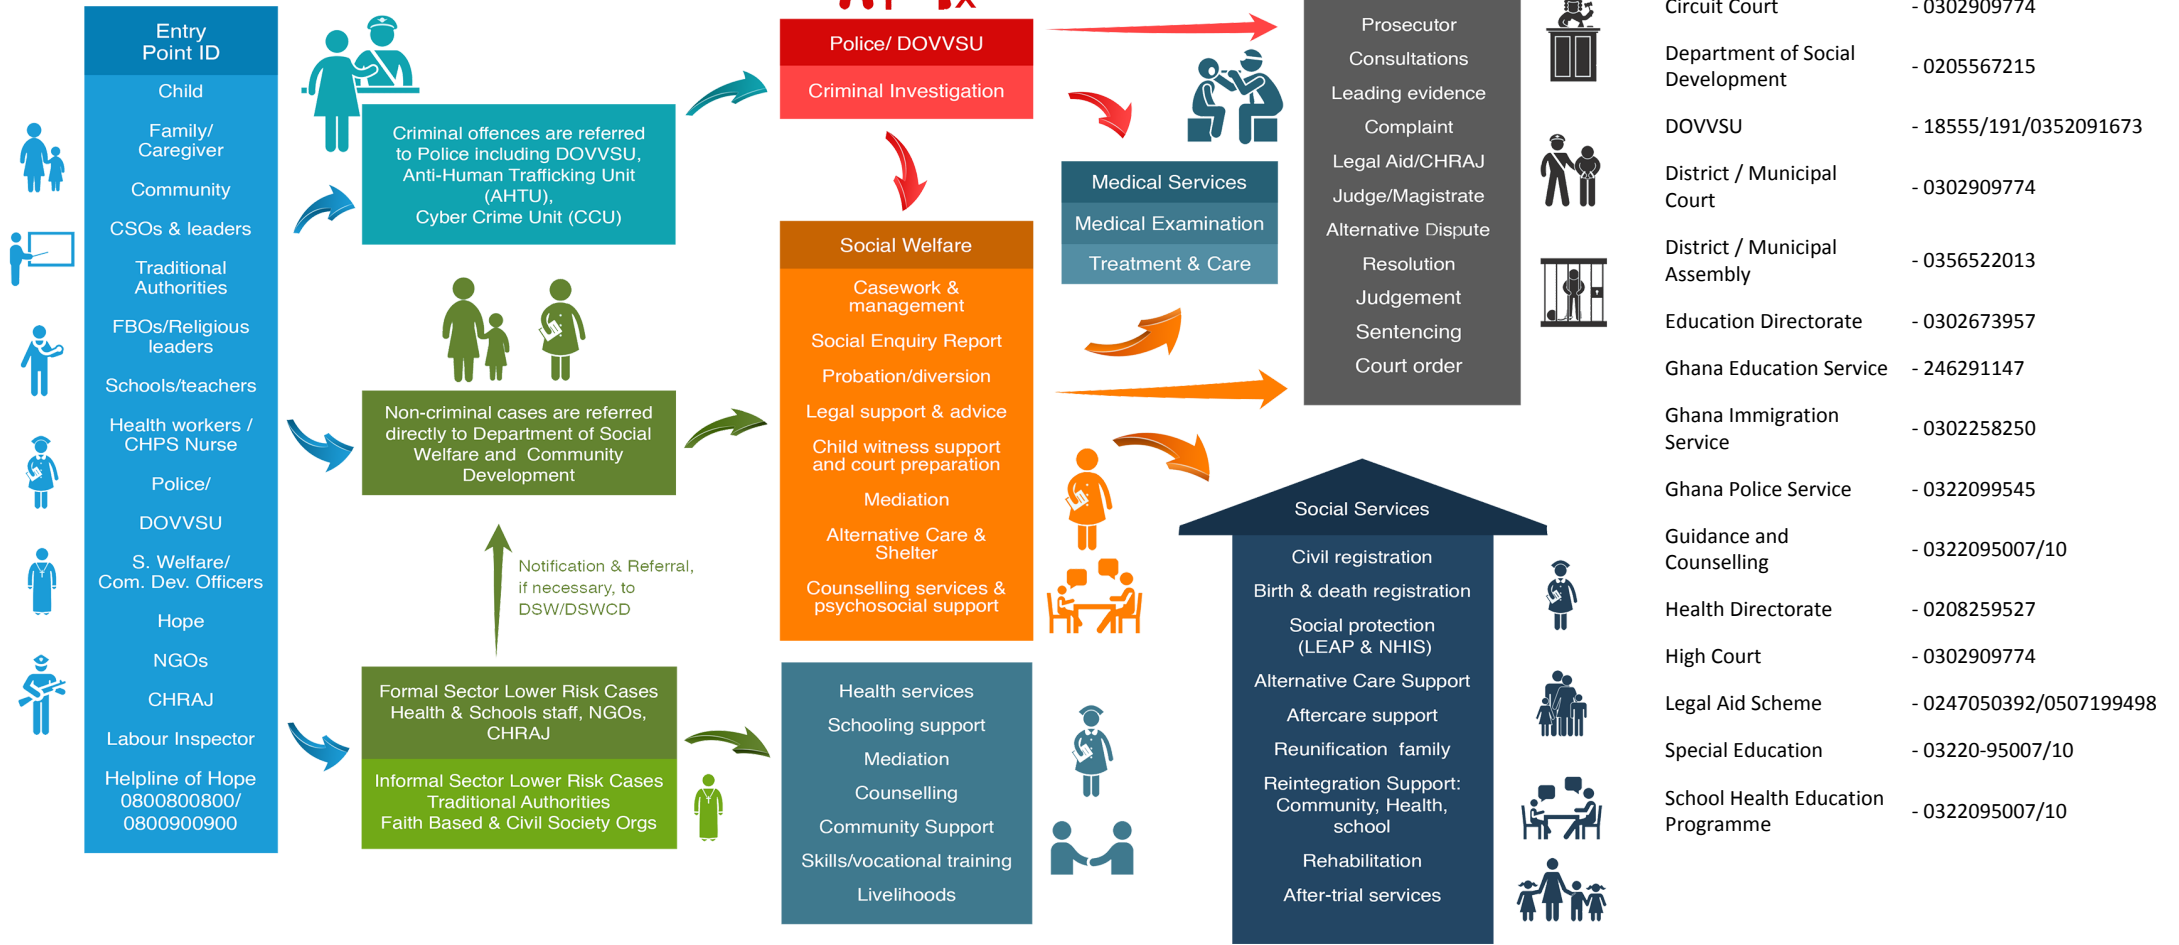 Entry
Point ID
Child
Family/
Caregiver
Community
CSOs & leaders
Traditional
Authorities
FBOs/Religious
leaders
Schools/teachers
Health workers /
CHPS Nurse
Police/
DOVVSU
S. Welfare/
Com. Dev. Officers
Hope
NGOs
CHRAJ
Labour Inspector
Helpline of Hope
0800800800/
0800900900
Criminal offences are referred
to Police including DOVVSU,
Anti-Human Trafficking Unit
(AHTU),
Cyber Crime Unit (CCU)
Non-criminal cases are referred
directly to Department of Social
Welfare and Community
Development
Notification & Referral,
if necessary, to
DSW/DSWCD
Formal Sector Lower Risk Cases
Health & Schools staff, NGOs,
CHRAJ
Informal Sector Lower Risk Cases
Traditional Authorities
Faith Based & Civil Society Orgs
Police/ DOVVSU
Criminal Investigation
Social Welfare
Casework &
management
Social Enquiry Report
Probation/diversion
Legal support & advice
Child witness support
and court preparation
Mediation
Alternative Care &
Shelter
Counselling services &
psychosocial support
Health services
Schooling support
Mediation
Counselling
Community Support
Skills/vocational training
Livelihoods
Medical Services
Medical Examination
Treatment & Care
Prosecutor
Consultations
Leading evidence
Complaint
Legal Aid/CHRAJ
Judge/Magistrate
Alternative Dispute
Resolution
Judgement
Sentencing
Court order
Social Services
Civil registration
Birth & death registration
Social protection
(LEAP & NHIS)
Alternative Care Support
Aftercare support
Reunification family
Reintegration Support:
Community, Health,
school
Rehabilitation
After-trial services
Circuit Court - 0302909774
Department of Social
Development - 0205567215
DOVVSU - 18555/191/0352091673
District / Municipal
Court - 0302909774
District / Municipal
Assembly - 0356522013
Education Directorate - 0302673957
Ghana Education Service - 246291147
Ghana Immigration
Service - 0302258250
Ghana Police Service - 0322099545
Guidance and
Counselling - 0322095007/10
Health Directorate - 0208259527
High Court - 0302909774
Legal Aid Scheme - 0247050392/0507199498
Special Education - 03220-95007/10
School Health Education
Programme - 0322095007/10